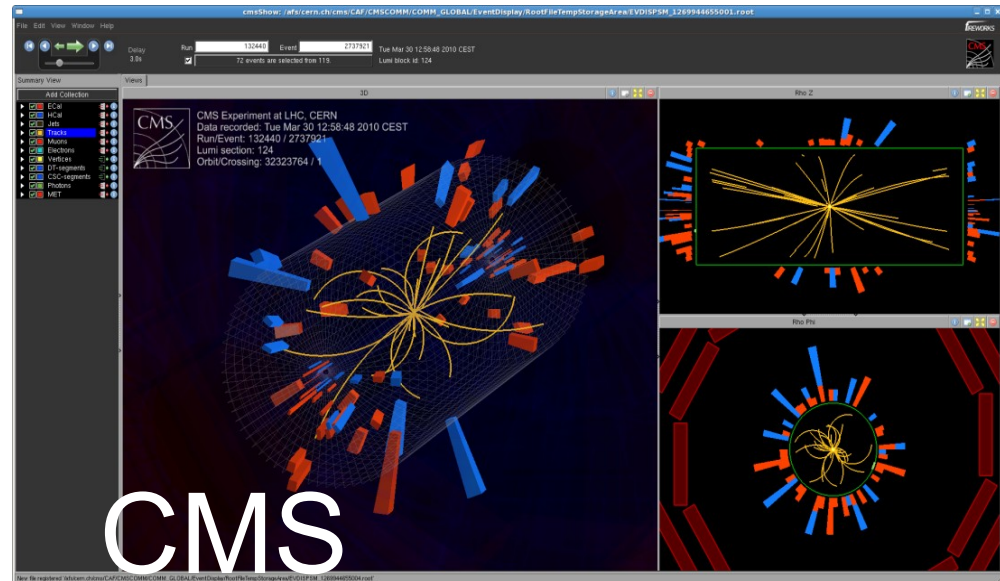 cmsShow: /afs/cern.ch/cms/CAF/CMSCOMM/COMM_GLOBAL/EventDisplay/RootFileTempStorageArea/EVDISPSM_1269944655001.root
File Edit View Window Help
FIREWORKS
Delay
3.0s
Run 132440 Event 2737921 Tue Mar 30 12:58:48 2010 CEST
72 events are selected from 119. Lumi block id: 124
CMS
Summary View
Views
Add Collection
3D
Rho Z
ECal
HCal
Jets
Tracks
Muons
Electrons
Vertices
DT-segments
CSC-segments
Photons
MET
CMS
CMS Experiment at LHC, CERN
Data recorded: Tue Mar 30 12:58:48 2010 CEST
Run/Event: 132440 / 2737921
Lumi section: 124
Orbit/Crossing: 32323764 / 1
Rho Phi
CMS